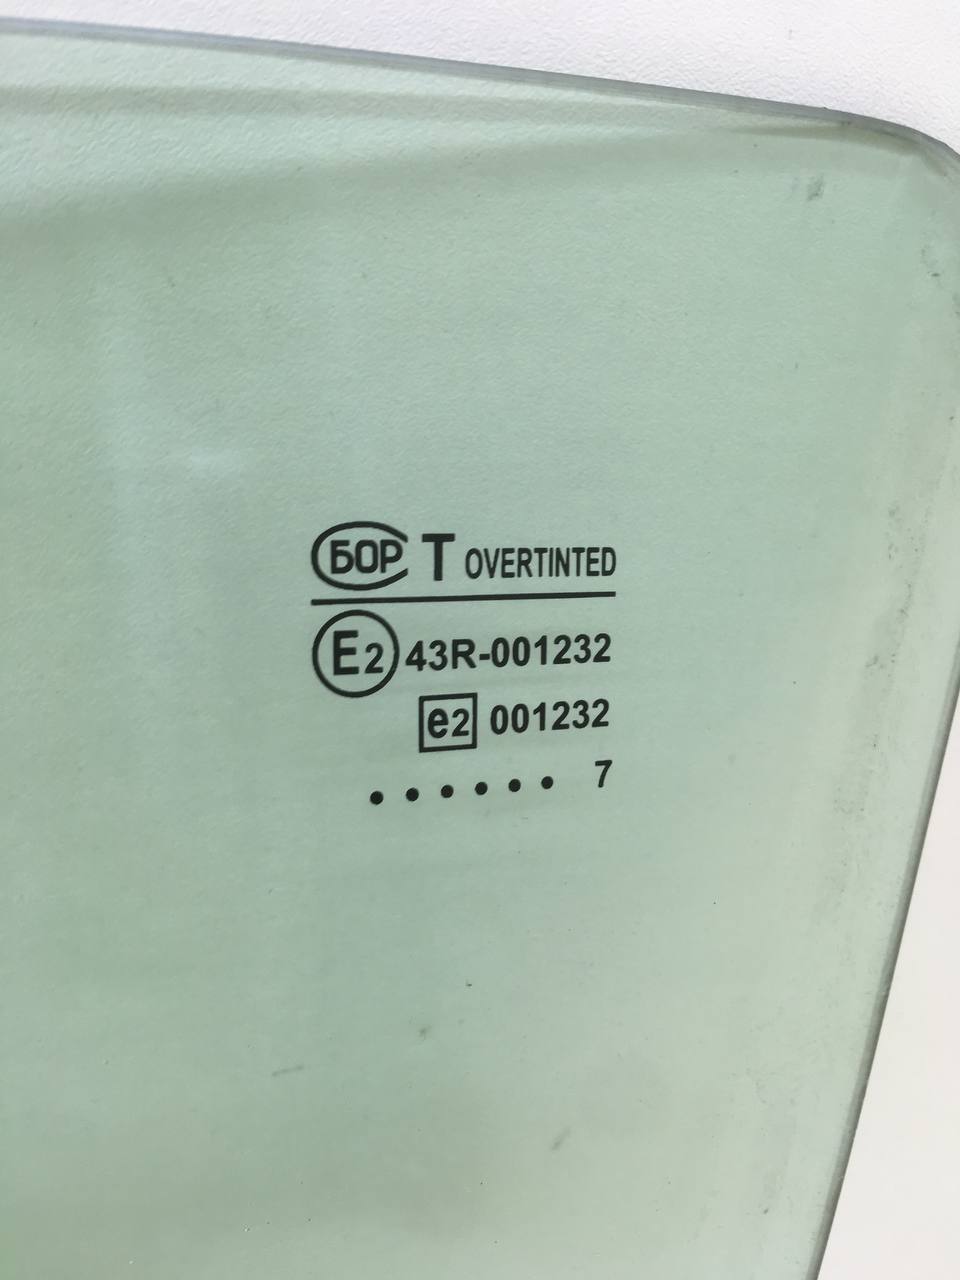 БОР T OVERTINTED
E2 43R-001232
e2 001232
...... 7